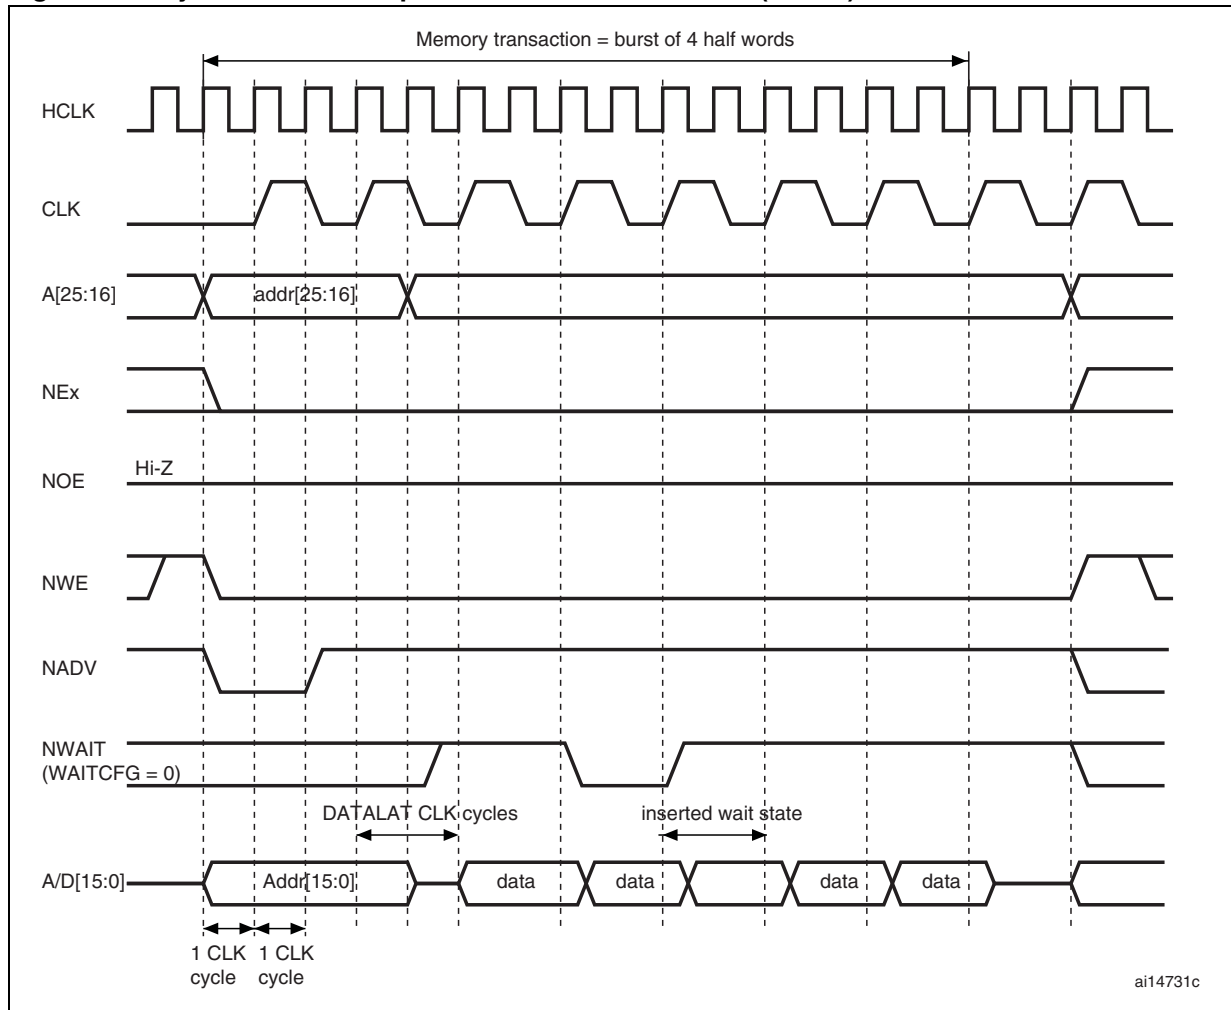 Memory transaction = burst of 4 half words
HCLK
CLK
A[25:16]
addr[25:16]
NEx
Hi-Z
NOE
NWE
NADV
NWAIT
(WAITCFG = 0)
DATALAT CLK cycles
inserted wait state
A/D[15:0]
Addr[15:0]
data
data
data
data
1 CLK
cycle
1 CLK
cycle
ai14731c